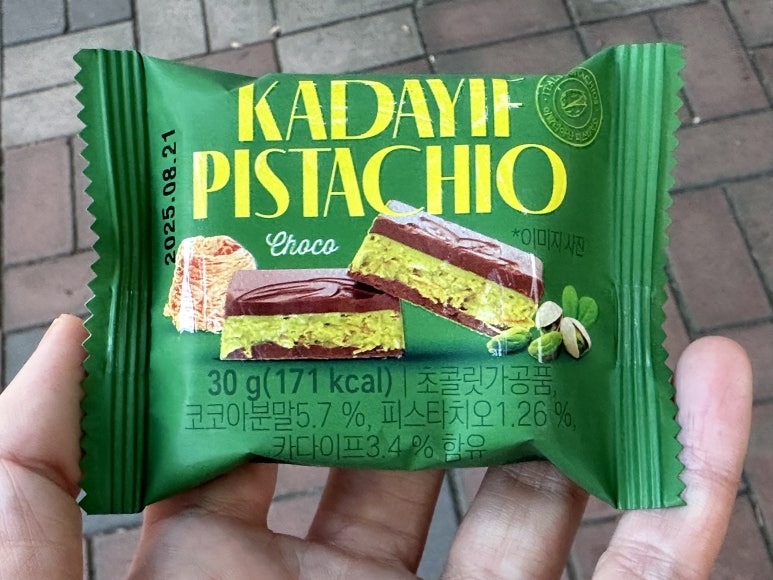 KADAYIF
PISTACHIO
Choco
*이미지 사진
2025.08.21
30 g(171 kcal) | 초콜릿가공품,
코코아분말5.7 %, 피스타치오1.26 %,
카다이프3.4 % 함유